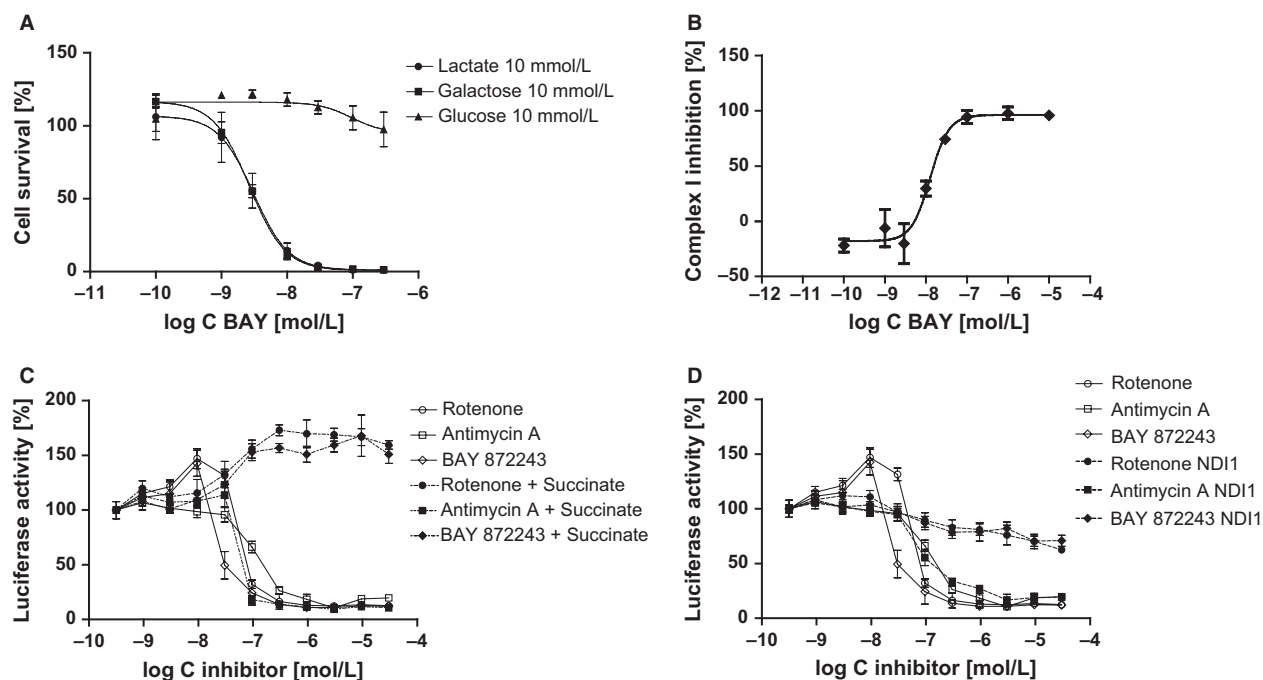 A
Cell survival [%]
150
100
50
0
–11 –10 –9 –8 –7 –6
log C BAY [mol/L]
Lactate 10 mmol/L
Galactose 10 mmol/L
Glucose 10 mmol/L
B
Complex I inhibition [%]
150
100
50
0
–50
–12 –11 –10 –9 –8 –7 –6 –5 –4
log C BAY [mol/L]
C
Luciferase activity [%]
200
150
100
50
0
–10 –9 –8 –7 –6 –5 –4
log C inhibitor [mol/L]
Rotenone
Antimycin A
BAY 872243
Rotenone + Succinate
Antimycin A + Succinate
BAY 872243 + Succinate
D
Luciferase activity [%]
200
150
100
50
0
–10 –9 –8 –7 –6 –5 –4
log C inhibitor [mol/L]
Rotenone
Antimycin A
BAY 872243
Rotenone NDI1
Antimycin A NDI1
BAY 872243 NDI1